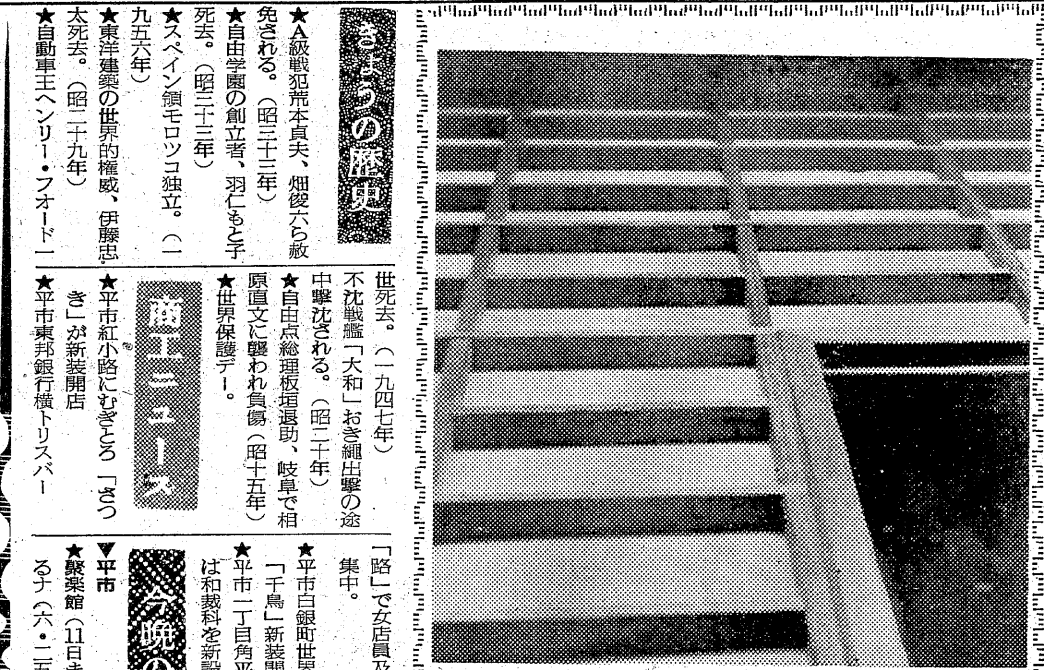 きょうの歴史
★A級戦犯荒本貞夫、畑俊六ら赦
免される。（昭三十三年）
★自由学園の創立者、羽仁もと子
死去。（昭三十三年）
★スペイン領モロツコ独立。（一
九五六年）
★東洋建築の世界的権威、伊藤忠
太死去。（昭二十九年）
★自動車王ヘンリー・フオード一
世死去。（一九四七年）
不沈戦艦「大和」おき繩出撃の途
中撃沈される。（昭二十年）
★自由点総理板垣退助、岐阜で相
原直文に襲われ負傷（昭十五年）
★世界保護デー。
商工ニュース
★平市紅小路にむぎとろ「さつ
き」が新装開店
★平市東邦銀行横トリスバー
「路」で女店員及
集中。
★平市白銀町世界
「千鳥」新装開
★平市一丁目角平
は和裁科を新設
今晩の
▼平市
★聚楽館（11日
るナ（六・二五